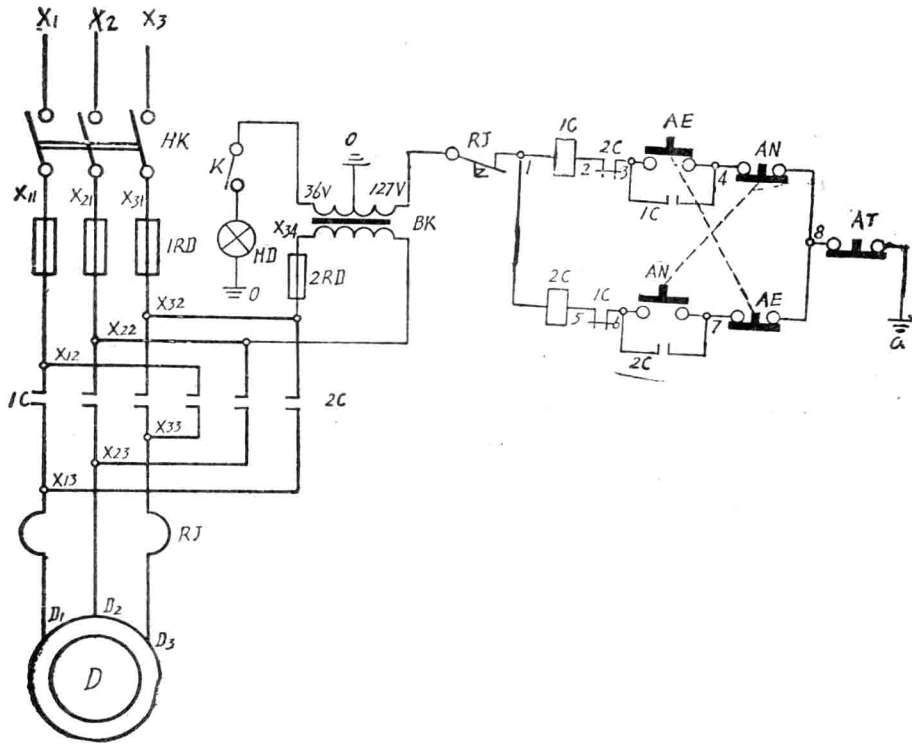 X1 X2 X3
HK
X11 X21 X31
1RD
K
HD
O
O
36V 127V
BK
X34
2RD
X32
X22
X12
1C
2C
X33
X23
X13
RJ
D1 D2 D3
D
RJ
1
1C
2
2C
3
AE
1C
4
AN
8
AT
2C
5
1C
6
AN
2C
7
AE